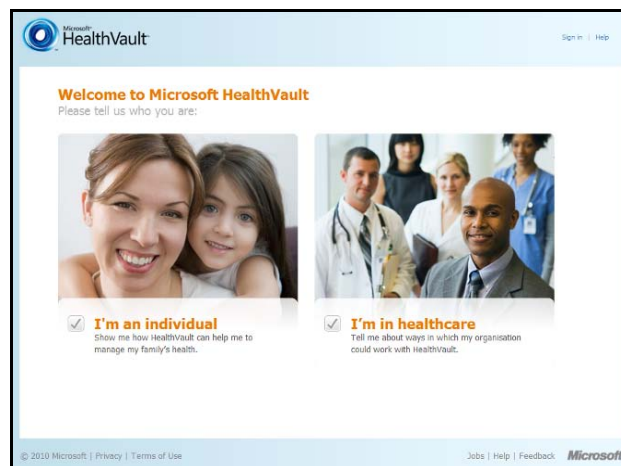 Microsoft®
HealthVault™
Sign in | Help
Welcome to Microsoft HealthVault
Please tell us who you are:
I'm an individual
Show me how HealthVault can help me to
manage my family's health.
I'm in healthcare
Tell me about ways in which my organisation
could work with HealthVault.
© 2010 Microsoft | Privacy | Terms of Use
Jobs | Help | Feedback
Microsoft